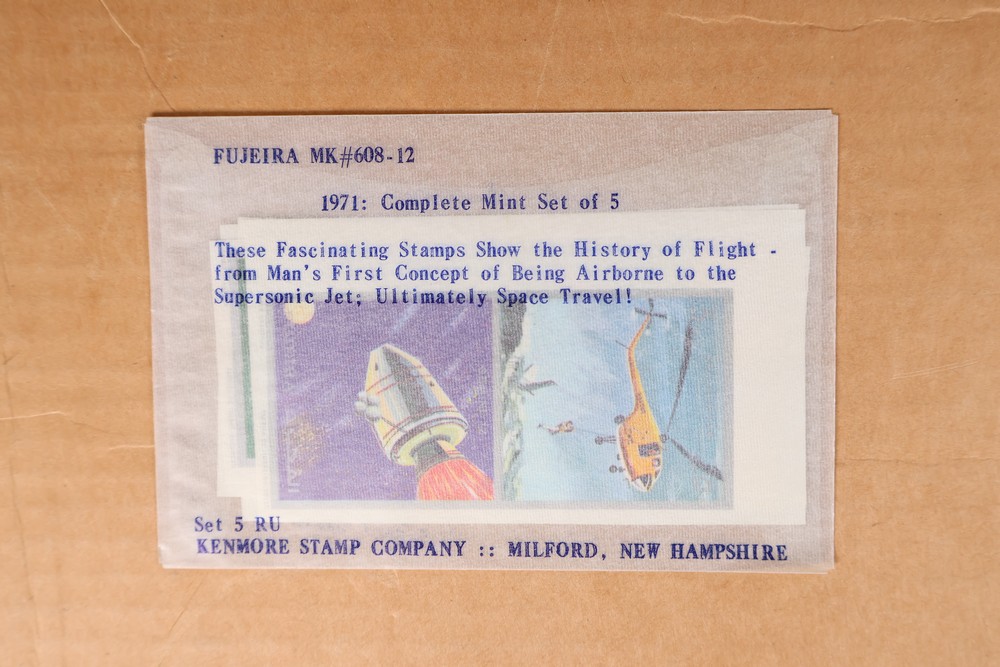 FUJEIRA MK#608-12
1971: Complete Mint Set of 5
These Fascinating Stamps Show the History of Flight -
from Man's First Concept of Being Airborne to the
Supersonic Jet; Ultimately Space Travel!
Set 5 RU
KENMORE STAMP COMPANY :: MILFORD, NEW HAMPSHIRE